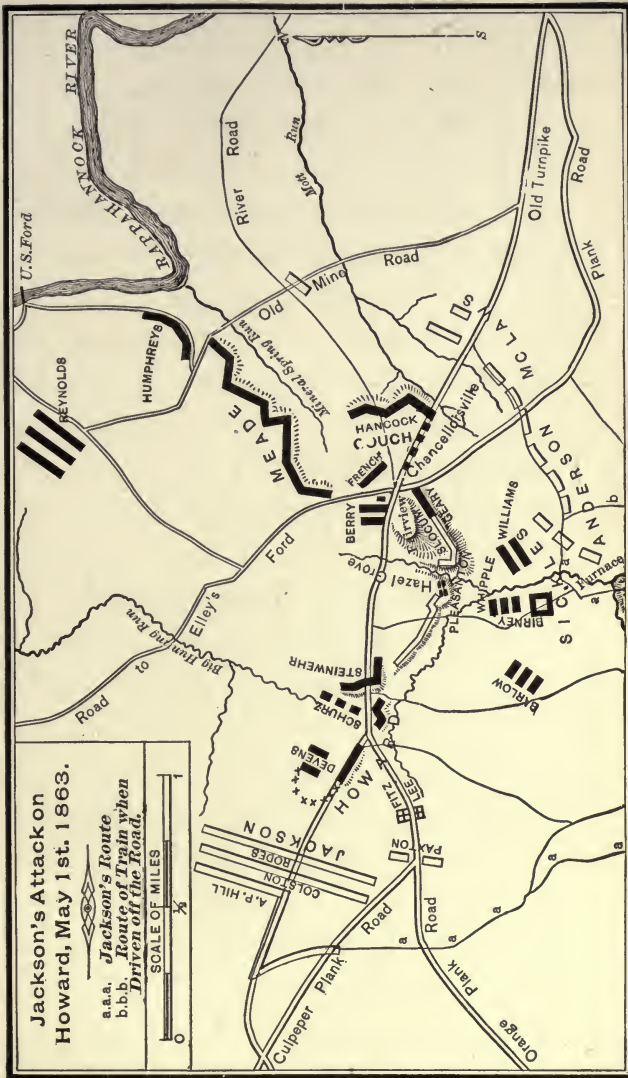 Jackson's Attack on
Howard, May 1st. 1863.
a.a.a. Jackson's Route
b.b.b. Route of Train when
Driven off the Road.
SCALE OF MILES
0 ½ 1
U.S. Ford
RAPPAHANNOCK RIVER
REYNOLDS
HUMPHREYS
MEADE
Mineral Spring Run
River Road
Mott Run
N
S
Old Mine Road
Road to Elley's Ford
Big Hunting Run
HANCOCK
COUCH
FRENCH
BERRY
Chancellorsville
Old Turnpike
Plank Road
Fairview
SLOCUM
GEARY
Hazel Grove
PLEASANTON
STEINWEHR
SCHURZ
DEVENS
HOWARD
JACKSON
RODES
COLSTON
A.P. HILL
FITZ LEE
PAXTON
Culpeper Plank Road
Orange Plank Road
BARLOW
WHIPPLE
BIRNEY
WILLIAMS
SICKLES
ANDERSON
MCLA S
Furnace
a
a
a
a
a
b